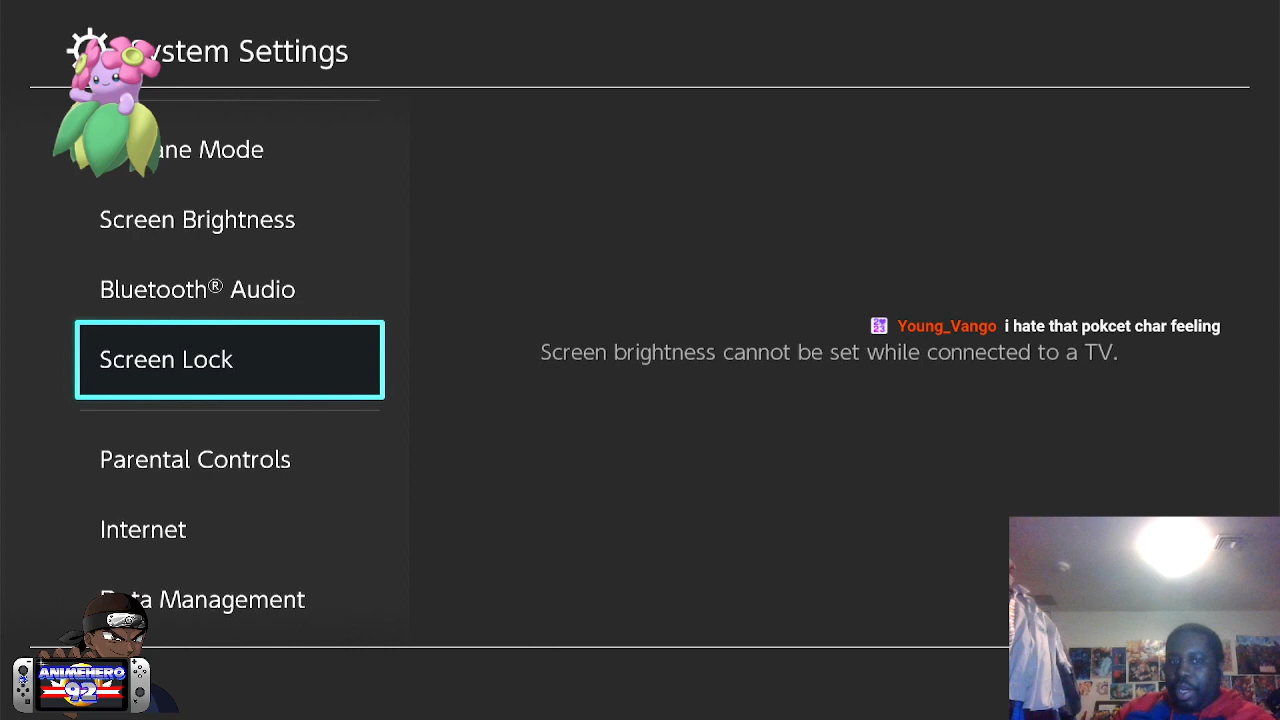 System Settings
ane Mode
Screen Brightness
Bluetooth® Audio
Screen Lock
Young_Vango i hate that pokcet char feeling
Screen brightness cannot be set while connected to a TV.
Parental Controls
Internet
Data Management
ANIMEHERO
92